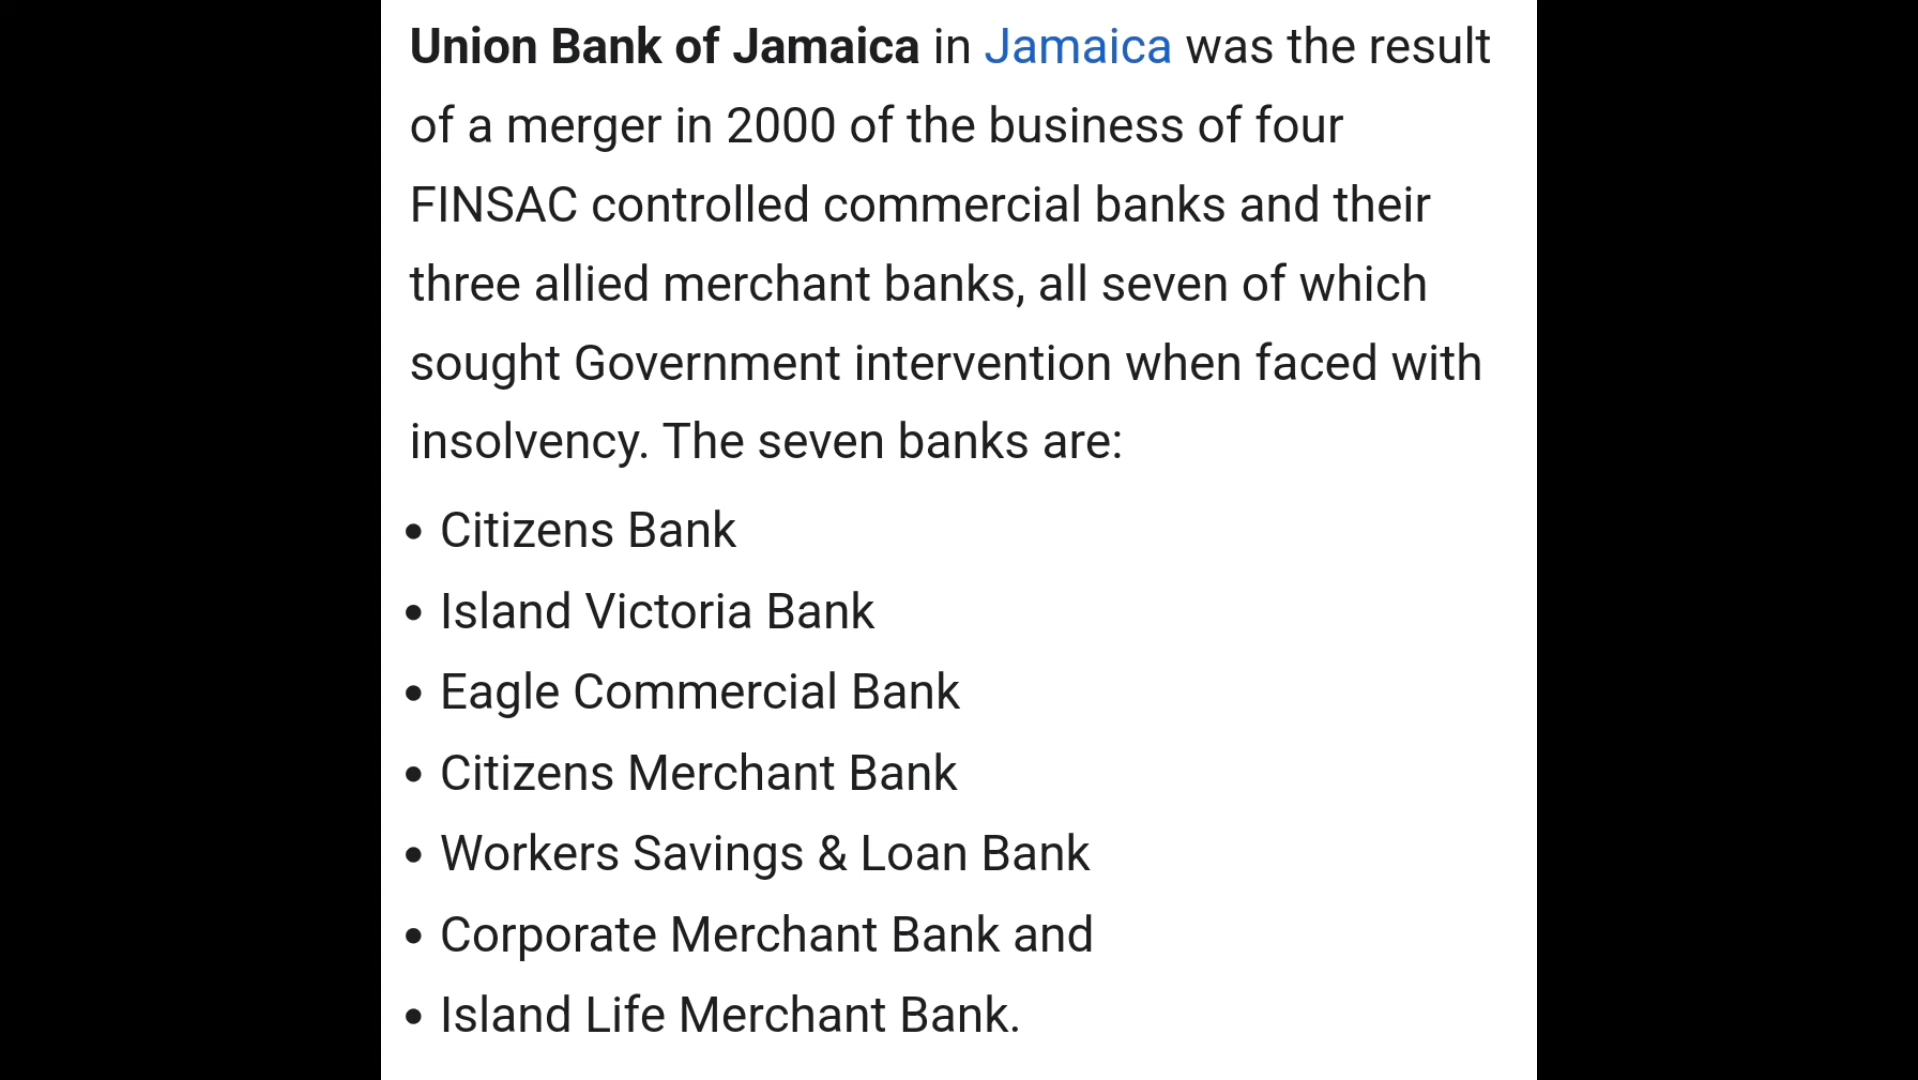 Union Bank of Jamaica in Jamaica was the result
of a merger in 2000 of the business of four
FINSAC controlled commercial banks and their
three allied merchant banks, all seven of which
sought Government intervention when faced with
insolvency. The seven banks are:
• Citizens Bank
• Island Victoria Bank
• Eagle Commercial Bank
• Citizens Merchant Bank
• Workers Savings & Loan Bank
• Corporate Merchant Bank and
• Island Life Merchant Bank.